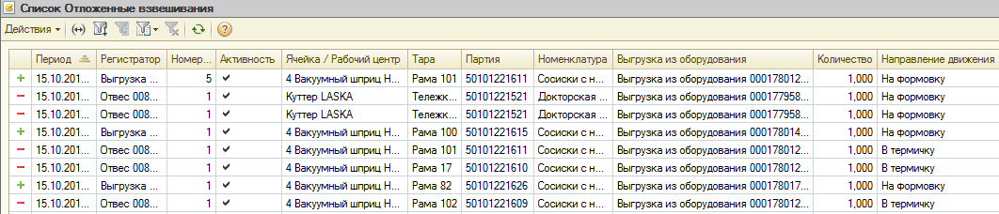 Список Отложенные взвешивания
Действия
Период Регистратор Номер... Активность Ячейка / Рабочий центр Тара Партия Номенклатура Выгрузка из оборудования Количество Направление движения
15.10.201... Выгрузка ... 5 4 Вакуумный шприц Н... Рама 101 50101221611 Сосиски с н... Выгрузка из оборудования 000178012... 1,000 На формовку
15.10.201... Отвес 008... 1 Куттер LASKA Тележк... 50101221521 Докторская ... Выгрузка из оборудования 000177958... 1,000 На формовку
15.10.201... Отвес 008... 1 Куттер LASKA Тележк... 50101221521 Докторская ... Выгрузка из оборудования 000177958... 1,000 На формовку
15.10.201... Выгрузка ... 1 4 Вакуумный шприц Н... Рама 100 50101221615 Сосиски с н... Выгрузка из оборудования 000178014... 1,000 На формовку
15.10.201... Отвес 008... 1 4 Вакуумный шприц Н... Рама 101 50101221611 Сосиски с н... Выгрузка из оборудования 000178012... 1,000 В термичку
15.10.201... Отвес 008... 1 4 Вакуумный шприц Н... Рама 17 50101221610 Сосиски с н... Выгрузка из оборудования 000178012... 1,000 В термичку
15.10.201... Выгрузка ... 1 4 Вакуумный шприц Н... Рама 82 50101221626 Сосиски с н... Выгрузка из оборудования 000178017... 1,000 На формовку
15.10.201... Отвес 008... 1 4 Вакуумный шприц Н... Рама 102 50101221609 Сосиски с н... Выгрузка из оборудования 000178012... 1,000 В термичку